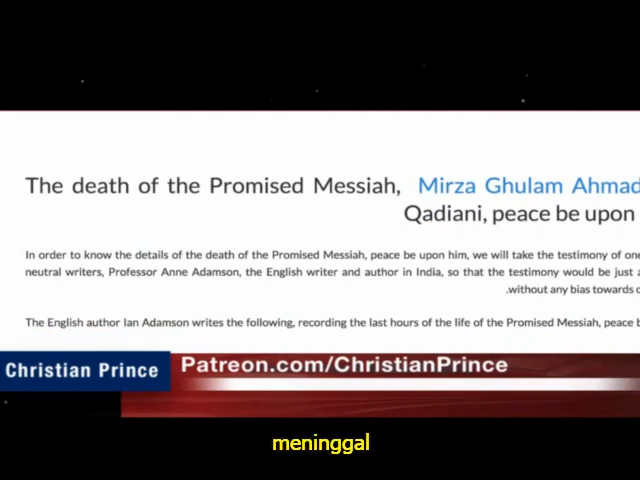 The death of the Promised Messiah, Mirza Ghulam Ahmad
Qadiani, peace be upon
In order to know the details of the death of the Promised Messiah, peace be upon him, we will take the testimony of one
neutral writers, Professor Anne Adamson, the English writer and author in India, so that the testimony would be just a
.without any bias towards o
The English author Ian Adamson writes the following, recording the last hours of the life of the Promised Messiah, peace b
Christian Prince
Patreon.com/ChristianPrince
meninggal